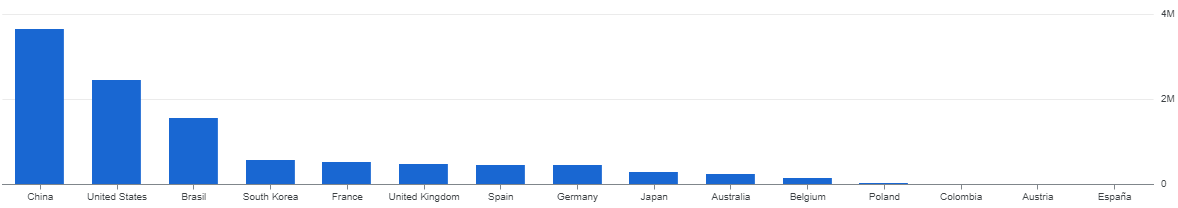 4M
2M
0
China United States Brasil South Korea France United Kingdom Spain Germany Japan Australia Belgium Poland Colombia Austria España